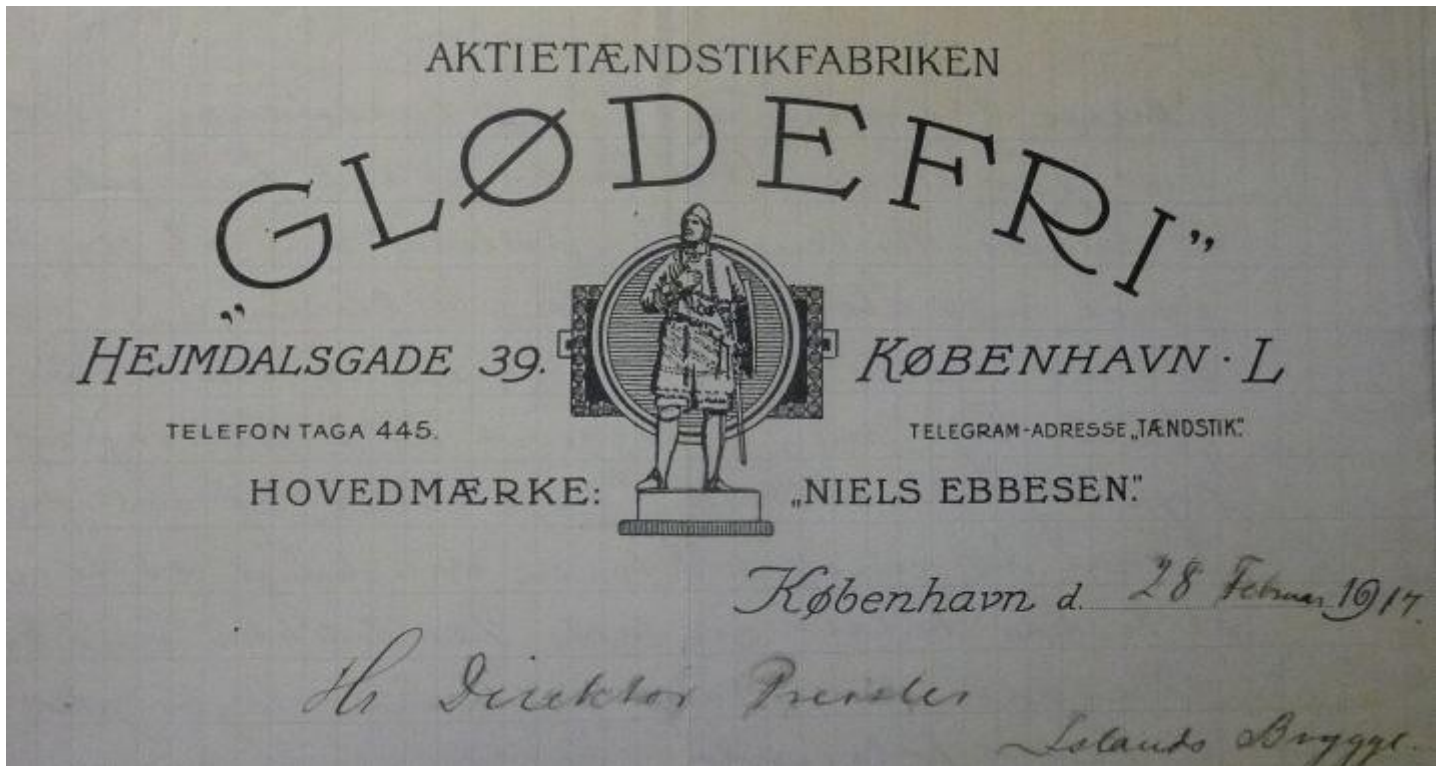 AKTIETÆNDSTIKFABRIKEN
„GLØDEFRI”
HEJMDALSGADE 39. KØBENHAVN · L
TELEFON TAGA 445. TELEGRAM-ADRESSE „TÆNDSTIK”.
HOVEDMÆRKE: „NIELS EBBESEN”.
København d. 28 Februar 1917.
Hr Direktør
Islands Brygge.